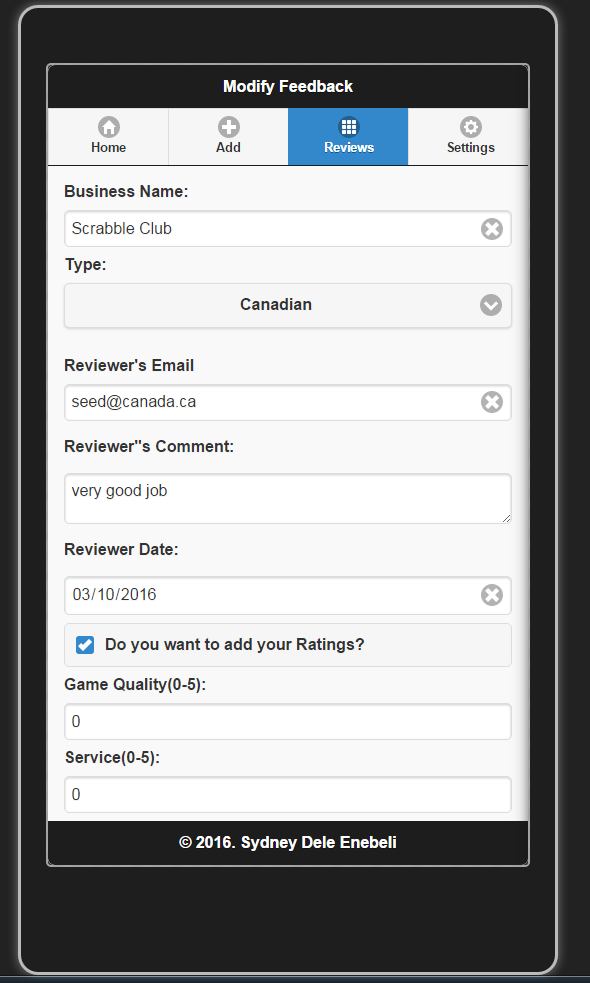 Modify Feedback
Home Add Reviews Settings
Business Name:
Scrabble Club
Type:
Canadian
Reviewer's Email
seed@canada.ca
Reviewer"s Comment:
very good job
Reviewer Date:
03/10/2016
Do you want to add your Ratings?
Game Quality(0-5):
0
Service(0-5):
0
© 2016. Sydney Dele Enebeli